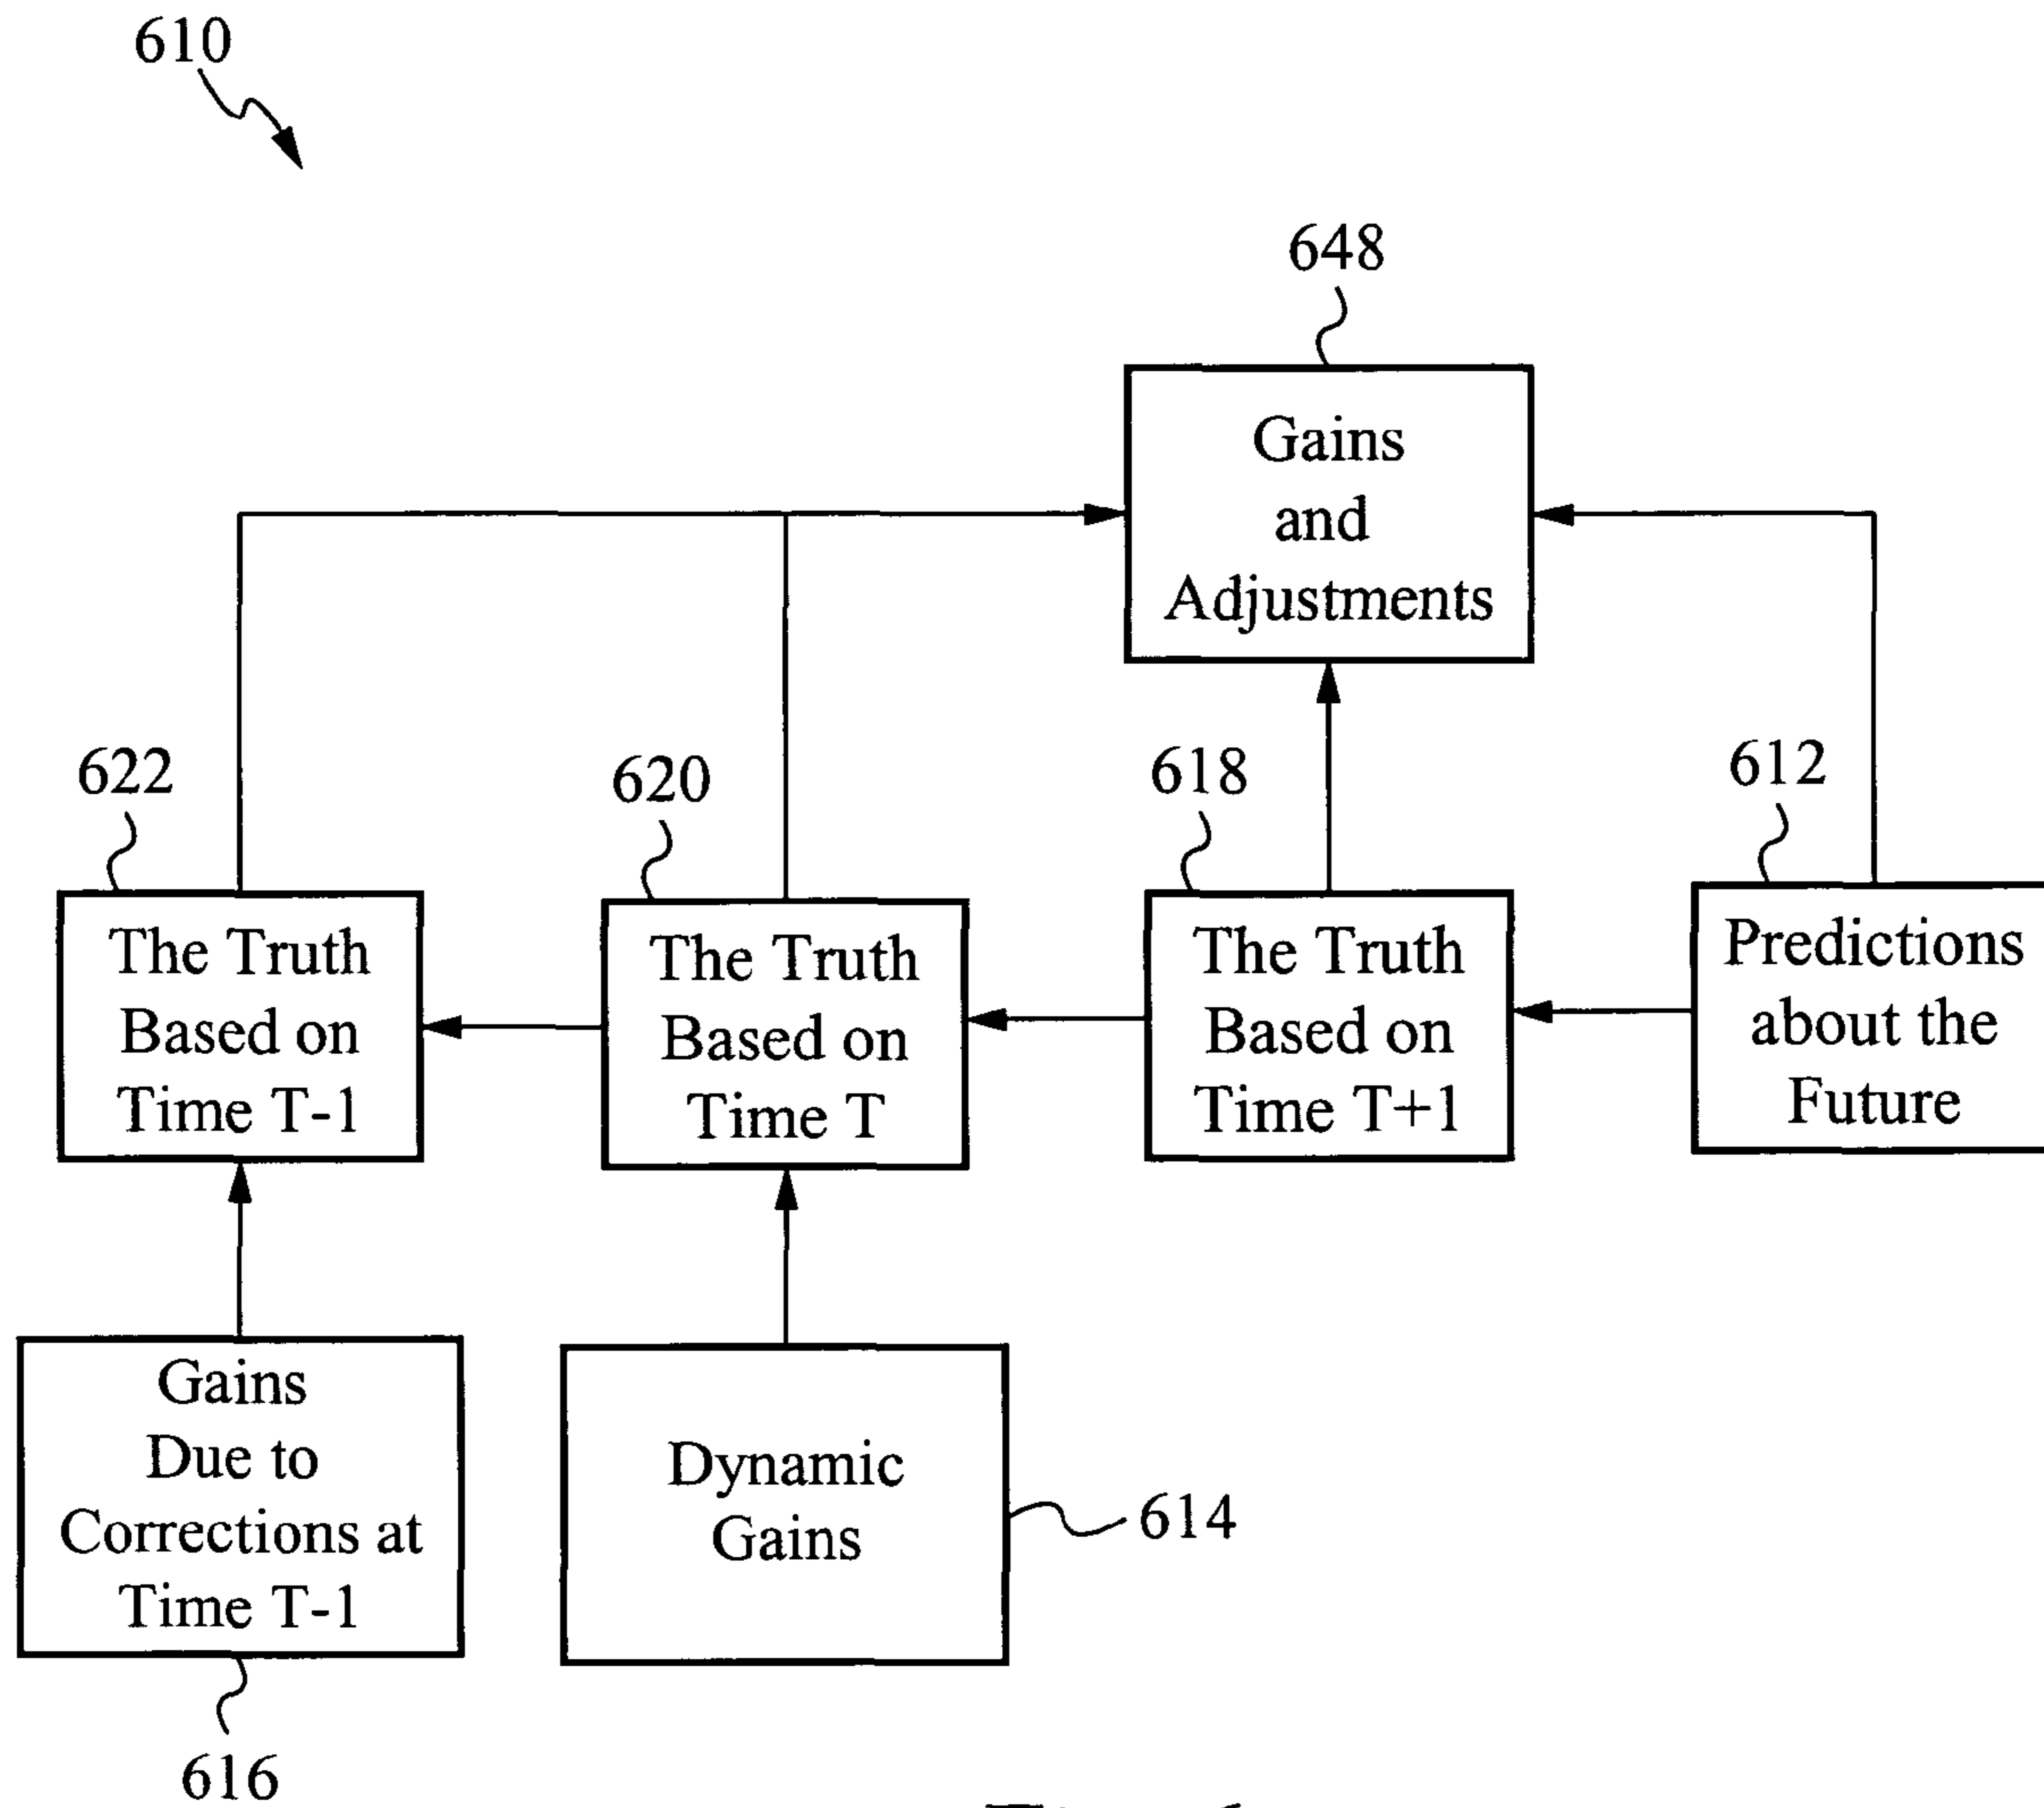 610
648
Gains
and
Adjustments
622
620
618
612
The Truth
Based on
Time T-1
The Truth
Based on
Time T
The Truth
Based on
Time T+1
Predictions
about the
Future
Gains
Due to
Corrections at
Time T-1
Dynamic
Gains
614
616